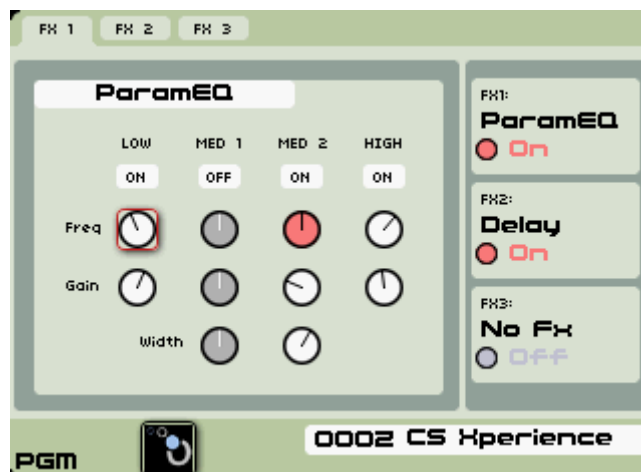 FX 1 FX 2 FX 3
ParamEQ
LOW MED 1 MED 2 HIGH
ON OFF ON ON
Freq
Gain
Width
FX1:
ParamEQ
On
FX2:
Delay
On
FX3:
No Fx
Off
PGM
0002 CS Xperience